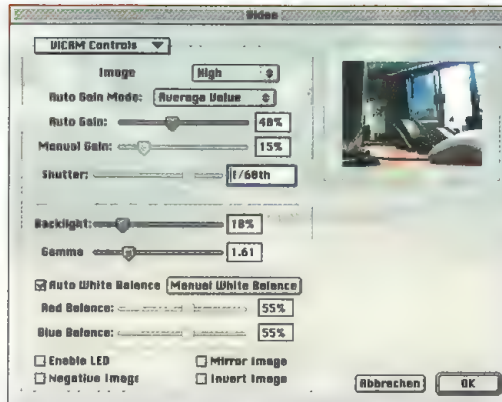 Video
VICAM Controls
Image High
Auto Gain Mode: Average Value
Auto Gain: 40%
Manual Gain: 15%
Shutter: 1/60th
Backlight: 18%
Gamma 1.61
Auto White Balance Manual White Balance
Red Balance: 55%
Blue Balance: 55%
Enable LED Mirror Image
Negative Image Invert Image
Abbrechen OK